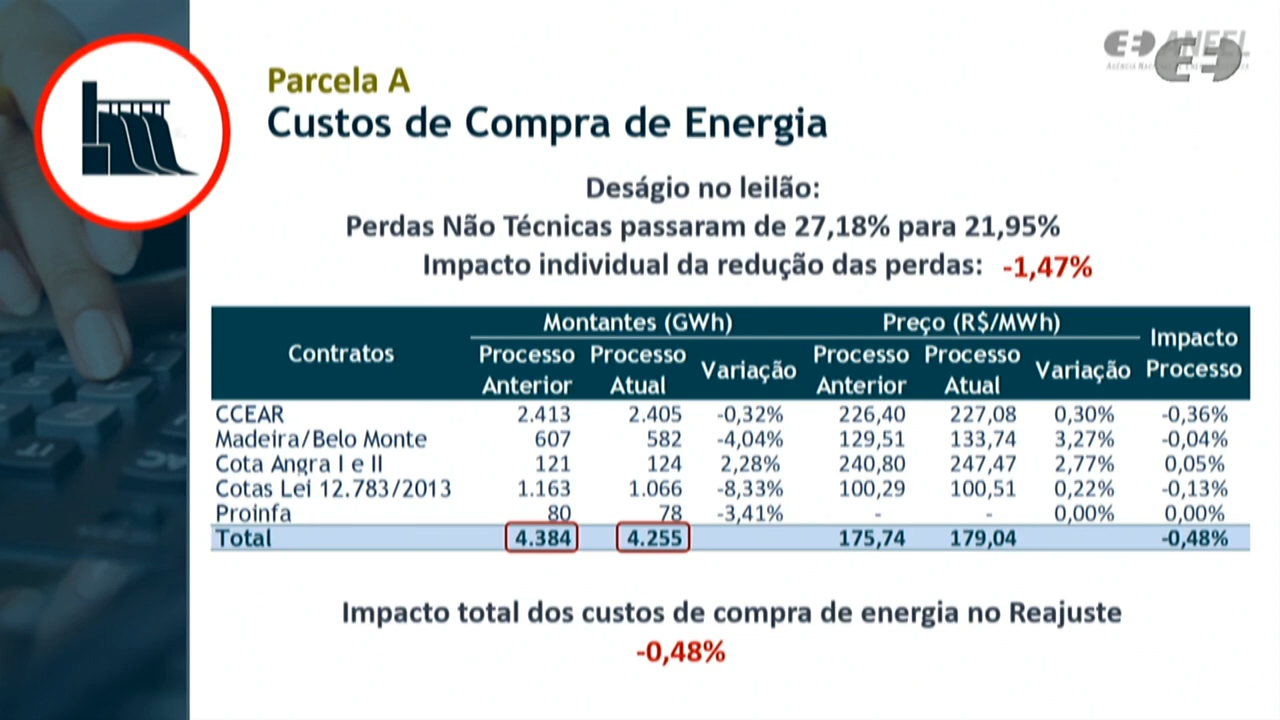 ANEEL
Parcela A
Custos de Compra de Energia
Deságio no leilão:
Perdas Não Técnicas passaram de 27,18% para 21,95%
Impacto individual da redução das perdas: -1,47%
Contratos Montantes (GWh) Preço (R$/MWh) Impacto Processo
Processo Anterior Processo Atual Variação Processo Anterior Processo Atual Variação
CCEAR 2.413 2.405 -0,32% 226,40 227,08 0,30% -0,36%
Madeira/Belo Monte 607 582 -4,04% 129,51 133,74 3,27% -0,04%
Cota Angra I e II 121 124 2,28% 240,80 247,47 2,77% 0,05%
Cotas Lei 12.783/2013 1.163 1.066 -8,33% 100,29 100,51 0,22% -0,13%
Proinfa 80 78 -3,41% - - 0,00% 0,00%
Total 4.384 4.255 175,74 179,04 -0,48%
Impacto total dos custos de compra de energia no Reajuste
-0,48%